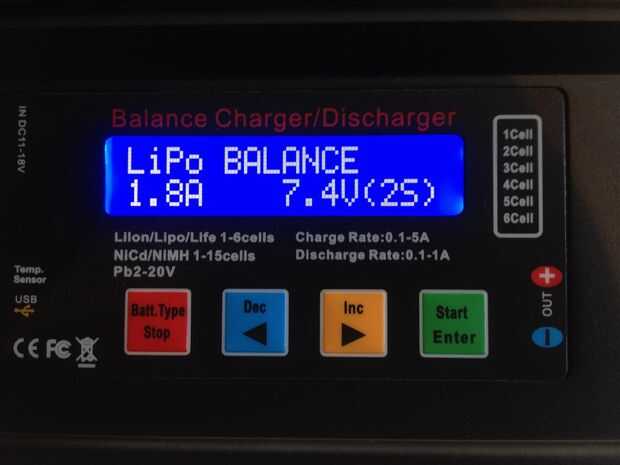 IN DC11-18V
Balance Charger/Discharger
LiPo BALANCE
1.8A 7.4V(2S)
1Cell
2Cell
3Cell
4Cell
5Cell
6Cell
LiIon/Lipo/Life 1-6cells
NiCd/NiMH 1-15cells
Pb2-20V
Charge Rate:0.1-5A
Discharge Rate:0.1-1A
Temp.
Sensor
USB
Batt.Type
Stop
Dec
Inc
Start
Enter
OUT
CE FC